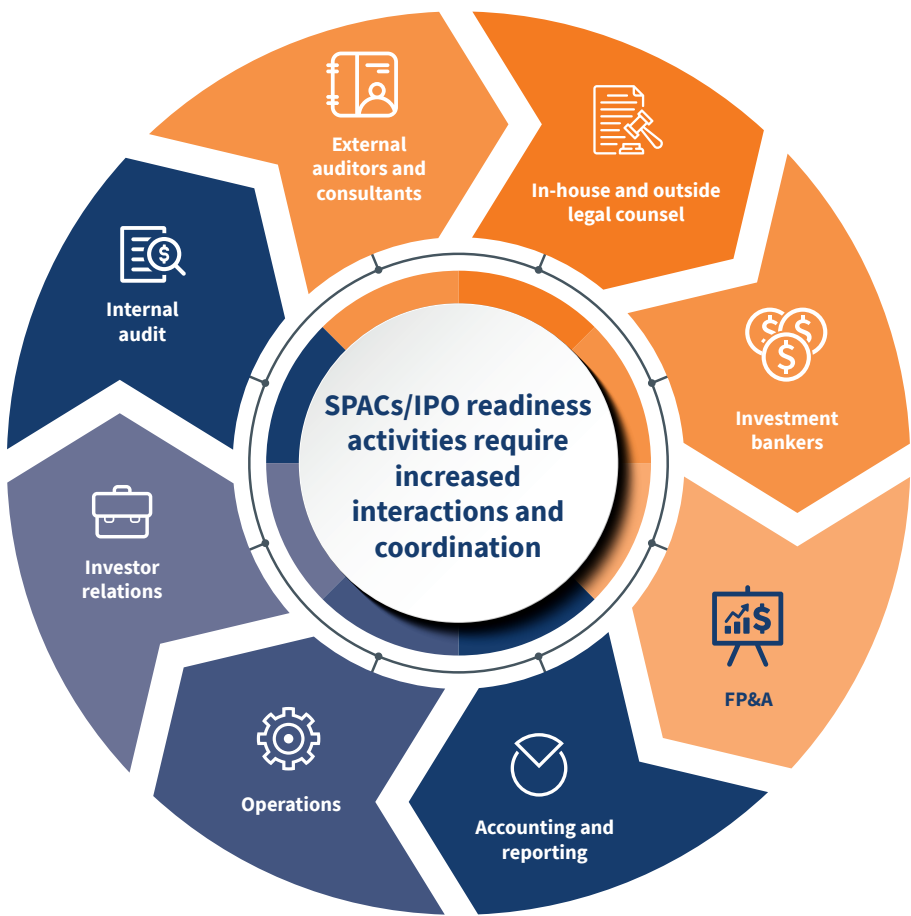 External
auditors and
consultants
In-house and outside
legal counsel
Investment
bankers
FP&A
Accounting and
reporting
Operations
Investor
relations
Internal
audit
SPACs/IPO readiness
activities require
increased
interactions and
coordination